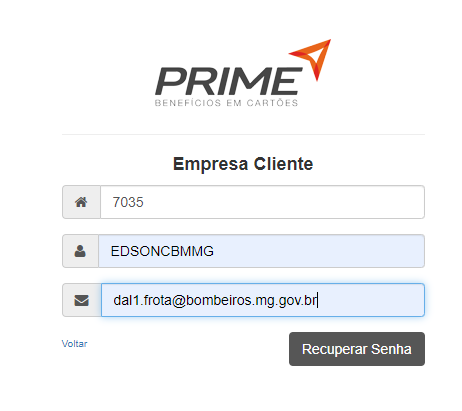 PRIME
BENEFÍCIOS EM CARTÕES
Empresa Cliente
7035
EDSONCBMMG
dal1.frota@bombeiros.mg.gov.br
Voltar
Recuperar Senha